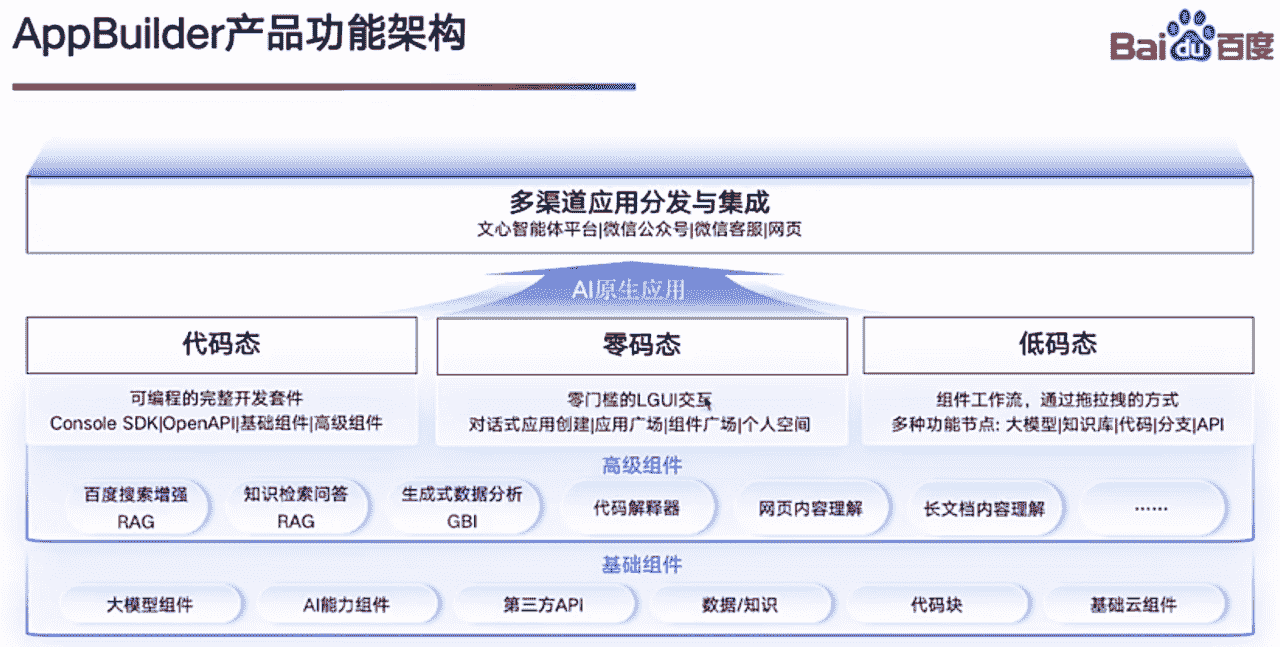 AppBuilder产品功能架构
Bai du 百度
多渠道应用分发与集成
文心智能体平台|微信公众号|微信客服|网页
AI原生应用
代码态
可编程的完整开发套件
Console SDK|OpenAPI|基础组件|高级组件
零码态
零门槛的LGUI交互
对话式应用创建|应用广场|组件广场|个人空间
低码态
组件工作流，通过拖拉拽的方式
多种功能节点: 大模型|知识库|代码|分支|API
高级组件
百度搜索增强
RAG
知识检索问答
RAG
生成式数据分析
GBI
代码解释器
网页内容理解
长文档内容理解
......
基础组件
大模型组件
AI能力组件
第三方API
数据/知识
代码块
基础云组件